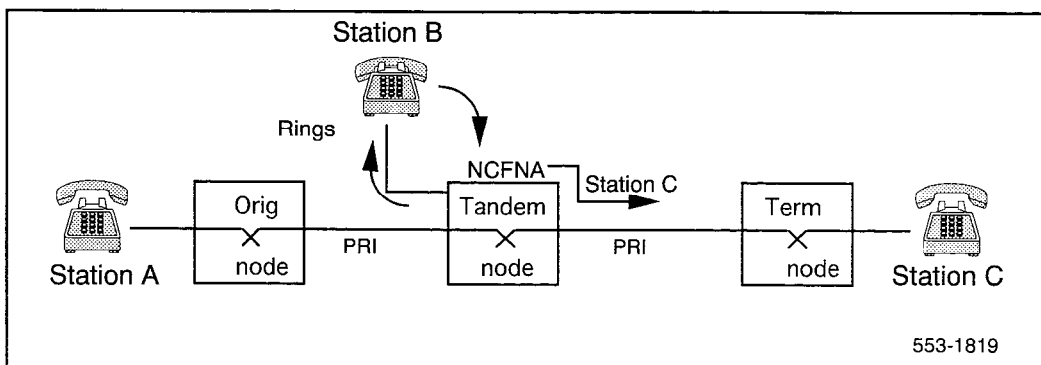 Station B
Rings
NCFNA
Station C
Orig
Tandem
Term
PRI
PRI
node
node
node
Station A
Station C
553-1819